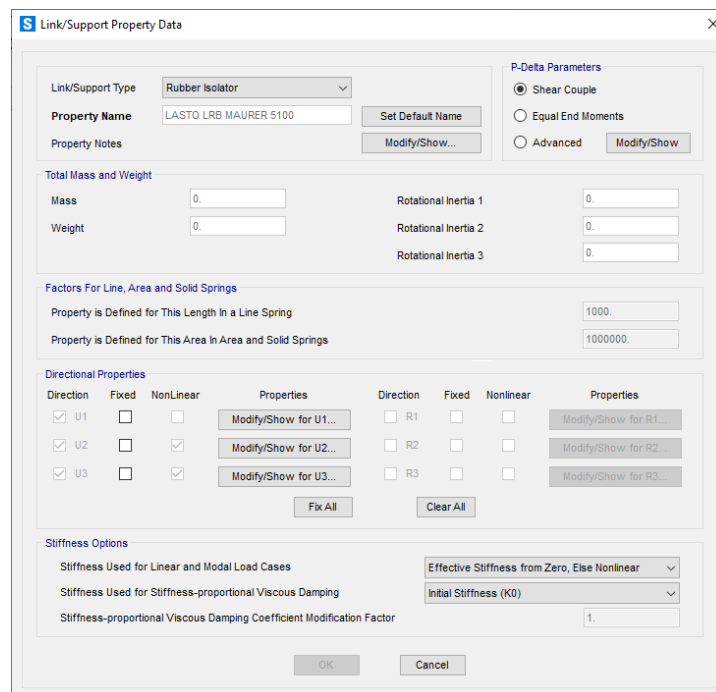 S Link/Support Property Data
Link/Support Type Rubber Isolator
Property Name LASTO LRB MAURER 5100 Set Default Name
Property Notes Modify/Show...
P-Delta Parameters
Shear Couple
Equal End Moments
Advanced Modify/Show
Total Mass and Weight
Mass 0. Rotational Inertia 1 0.
Weight 0. Rotational Inertia 2 0.
Rotational Inertia 3 0.
Factors For Line, Area and Solid Springs
Property is Defined for This Length In a Line Spring 1000.
Property is Defined for This Area In Area and Solid Springs 1000000.
Directional Properties
Direction Fixed NonLinear Properties Direction Fixed Nonlinear Properties
U1 Modify/Show for U1... R1 Modify/Show for R1...
U2 Modify/Show for U2... R2 Modify/Show for R2...
U3 Modify/Show for U3... R3 Modify/Show for R3...
Fix All Clear All
Stiffness Options
Stiffness Used for Linear and Modal Load Cases Effective Stiffness from Zero, Else Nonlinear
Stiffness Used for Stiffness-proportional Viscous Damping Initial Stiffness (K0)
Stiffness-proportional Viscous Damping Coefficient Modification Factor 1.
OK Cancel